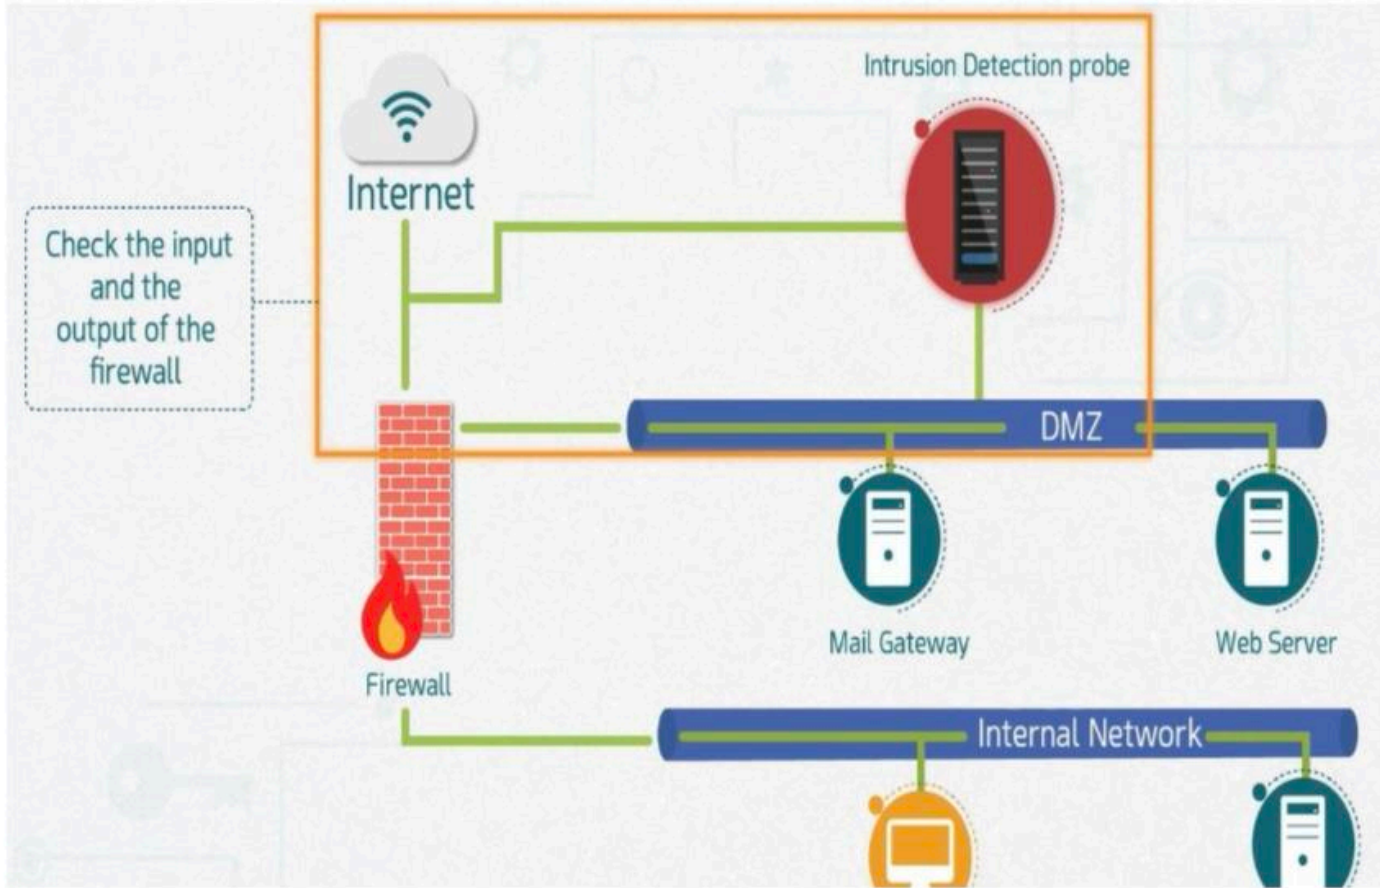 Intrusion Detection probe
Internet
Check the input
and the
output of the
firewall
DMZ
Mail Gateway
Web Server
Firewall
Internal Network